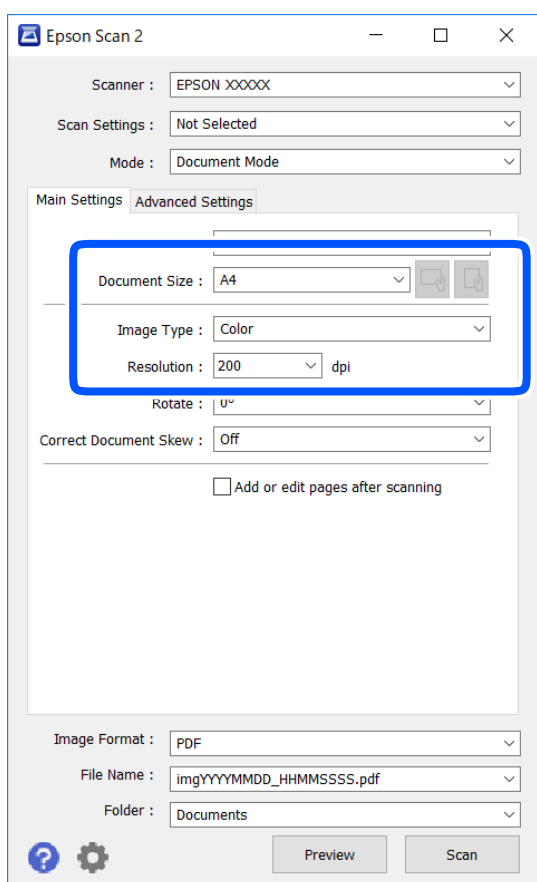 Epson Scan 2
Scanner : EPSON XXXXX
Scan Settings : Not Selected
Mode : Document Mode
Main Settings Advanced Settings
Document Size : A4
Image Type : Color
Resolution : 200 dpi
Rotate : 0°
Correct Document Skew : Off
Add or edit pages after scanning
Image Format : PDF
File Name : imgYYYYMMDD_HHMMSSSS.pdf
Folder : Documents
? Preview Scan